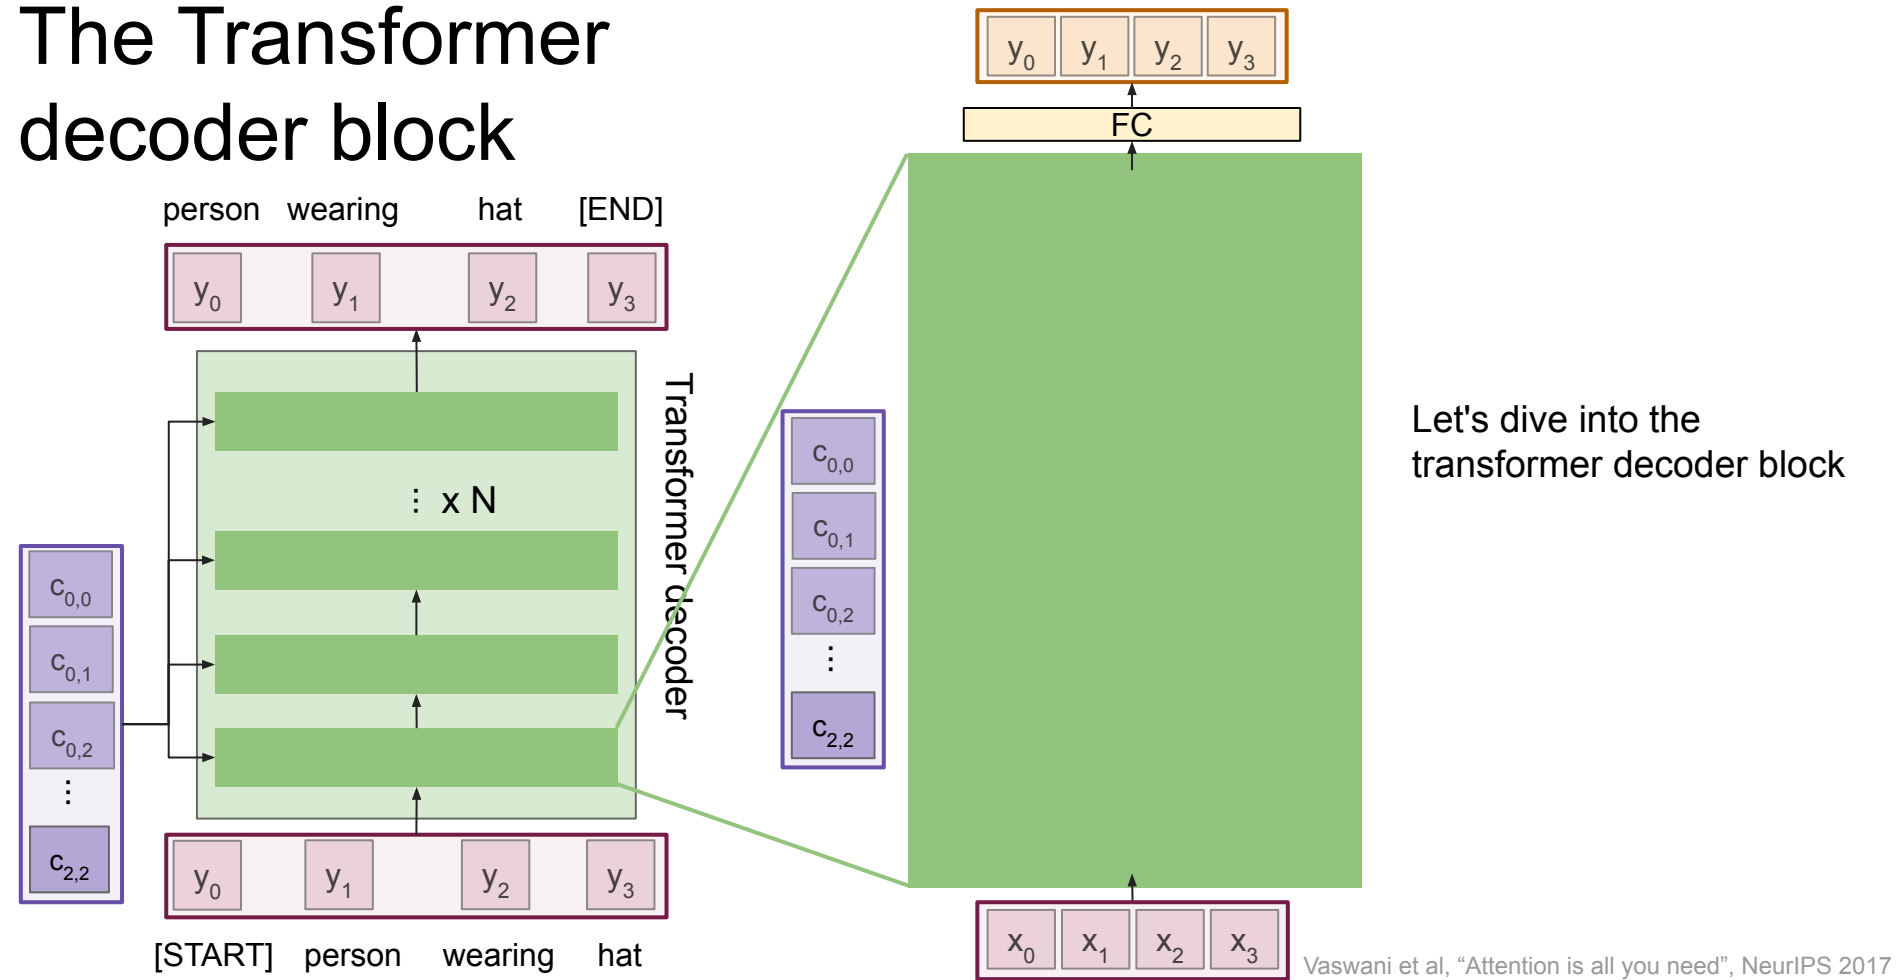 The Transformer
decoder block
person wearing hat [END]
y0 y1 y2 y3
⋮ x N
Transformer decoder
c0,0
c0,1
c0,2
⋮
c2,2
y0 y1 y2 y3
[START] person wearing hat
y0 y1 y2 y3
FC
c0,0
c0,1
c0,2
⋮
c2,2
x0 x1 x2 x3
Let's dive into the
transformer decoder block
Vaswani et al, “Attention is all you need”, NeurIPS 2017